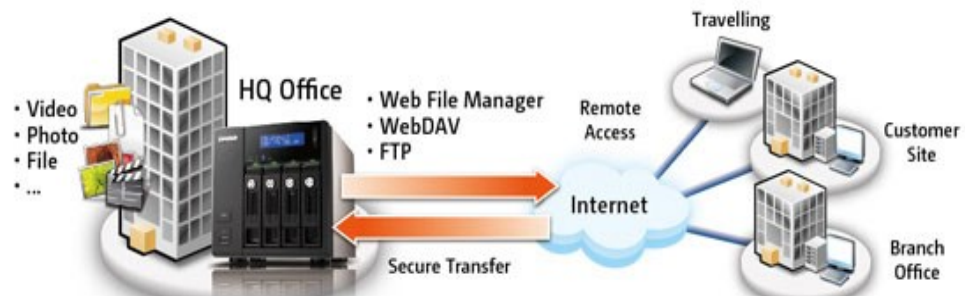 Travelling
HQ Office
• Video
• Photo
• File
• ...
• Web File Manager
• WebDAV
• FTP
Remote
Access
Customer
Site
Internet
Secure Transfer
Branch
Office